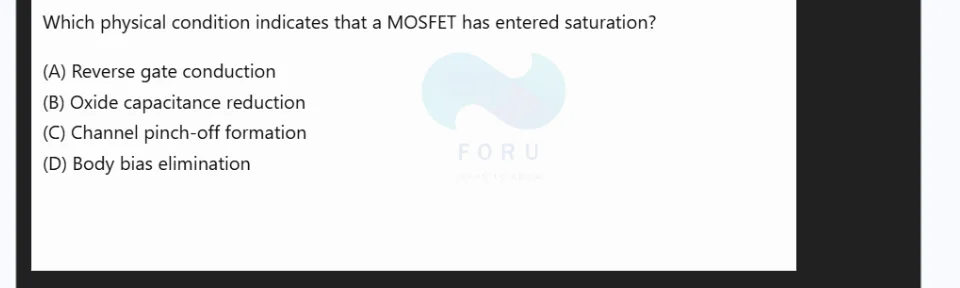 Which physical condition indicates that a MOSFET has entered saturation?
(A) Reverse gate conduction
(B) Oxide capacitance reduction
(C) Channel pinch-off formation
(D) Body bias elimination
FORU